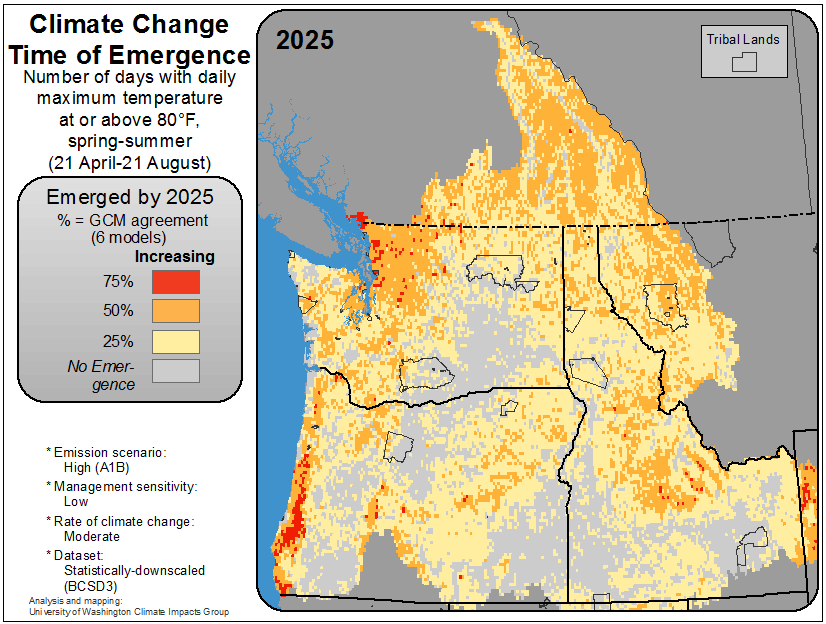 Climate Change
Time of Emergence
Number of days with daily
maximum temperature
at or above 80°F,
spring-summer
(21 April-21 August)
Emerged by 2025
% = GCM agreement
(6 models)
Increasing
75%
50%
25%
No Emer-
gence
* Emission scenario:
High (A1B)
* Management sensitivity:
Low
* Rate of climate change:
Moderate
* Dataset:
Statistically-downscaled
(BCSD3)
Analysis and mapping:
University of Washington Climate Impacts Group
2025
Tribal Lands